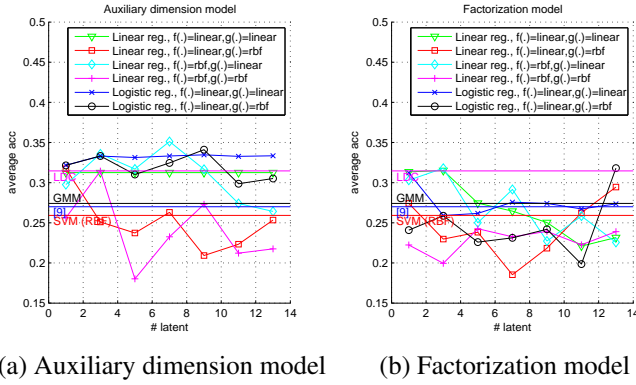 Auxiliary dimension model
0.5
0.45
0.4
0.35
0.3
0.25
0.2
0.15
average acc
Linear reg., f(.)=linear,g(.)=linear
Linear reg., f(.)=linear,g(.)=rbf
Linear reg., f(.)=rbf,g(.)=linear
Linear reg., f(.)=rbf,g(.)=rbf
Logistic reg., f(.)=linear,g(.)=linear
Logistic reg., f(.)=linear,g(.)=rbf
GMM
[9]
SVM (RBF)
0 2 4 6 8 10 12 14
# latent
(a) Auxiliary dimension model
Factorization model
0.5
0.45
0.4
0.35
0.3
0.25
0.2
0.15
average acc
Linear reg., f(.)=linear,g(.)=linear
Linear reg., f(.)=linear,g(.)=rbf
Linear reg., f(.)=rbf,g(.)=linear
Linear reg., f(.)=rbf,g(.)=rbf
Logistic reg., f(.)=linear,g(.)=linear
Logistic reg., f(.)=linear,g(.)=rbf
GMM
[9]
SVM (RBF)
0 2 4 6 8 10 12 14
# latent
(b) Factorization model